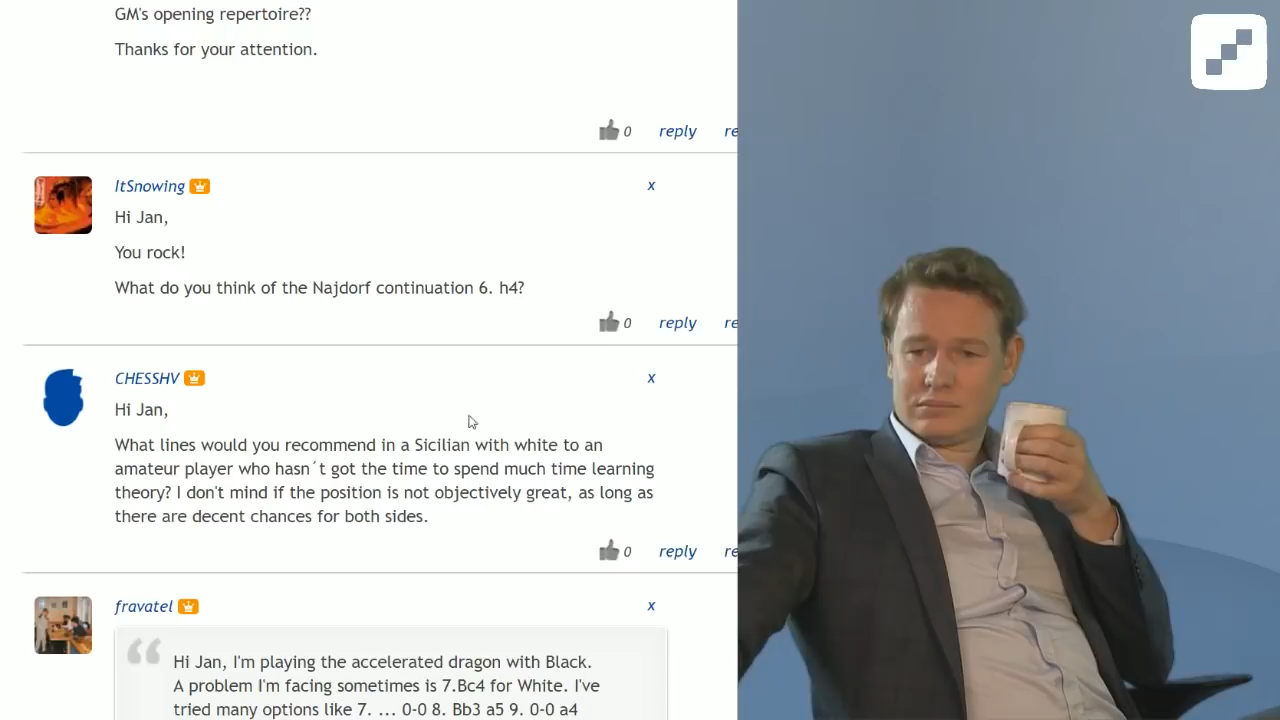 GM's opening repertoire??
Thanks for your attention.
0 reply re
ItSnowing x
Hi Jan,
You rock!
What do you think of the Najdorf continuation 6. h4?
0 reply re
CHESSHV x
Hi Jan,
What lines would you recommend in a Sicilian with white to an
amateur player who hasn´t got the time to spend much time learning
theory? I don't mind if the position is not objectively great, as long as
there are decent chances for both sides.
0 reply re
fravatel x
Hi Jan, I'm playing the accelerated dragon with Black.
A problem I'm facing sometimes is 7.Bc4 for White. I've
tried many options like 7. ... 0-0 8. Bb3 a5 9. 0-0 a4